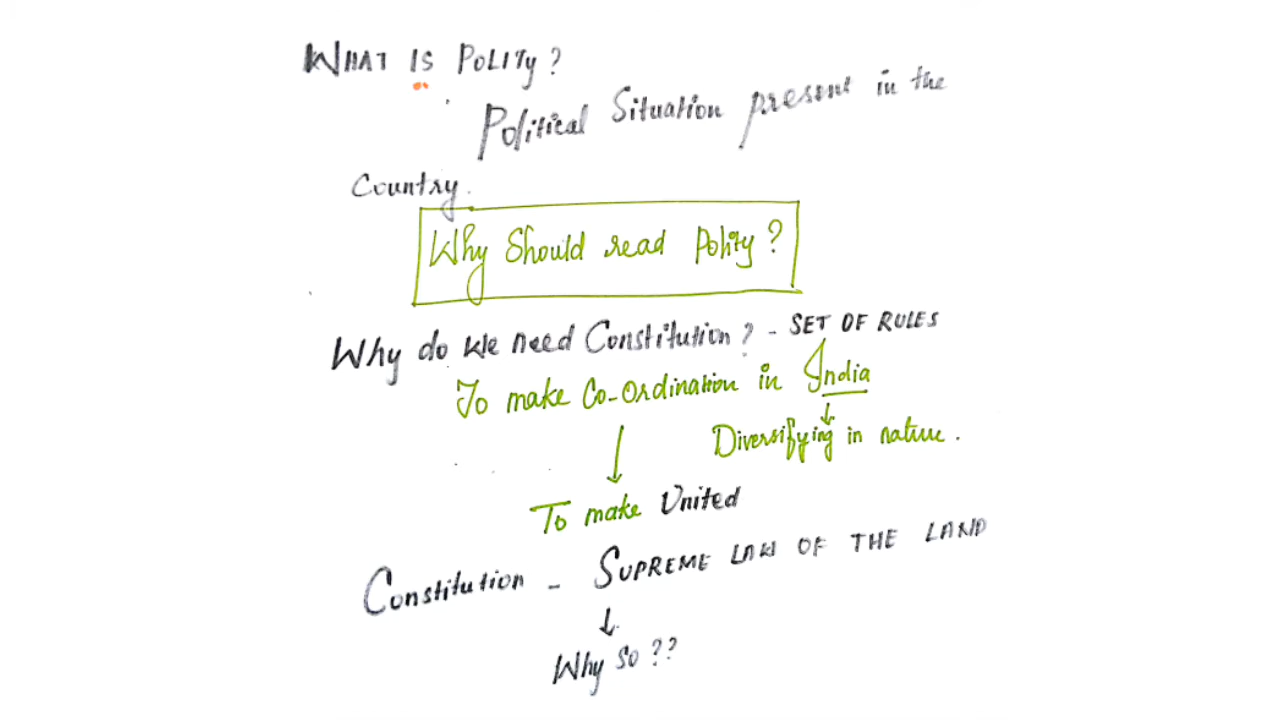 WHAT IS POLITY?
Political Situation present in the
Country.
Why Should read Polity?
Why do we need Constitution? - SET OF RULES
To make Co-Ordination in India
↓
Diversifying in nature.
↓
To make United
Constitution - SUPREME LAW OF THE LAND
↓
Why so??